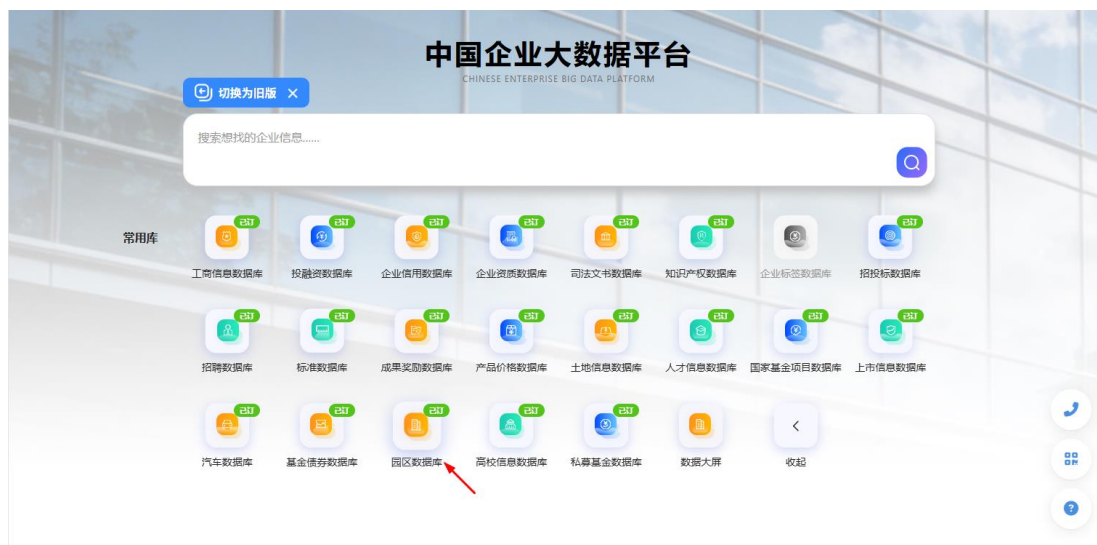 中国企业大数据平台
CHINESE ENTERPRISE BIG DATA PLATFORM
切换为旧版 ×
搜索想找的企业信息......
常用库
已订 已订 已订 已订 已订 已订 已订
工商信息数据库 投融资数据库 企业信用数据库 企业资质数据库 司法文书数据库 知识产权数据库 企业标签数据库 招投标数据库
已订 已订 已订 已订 已订 已订 已订 已订
招聘数据库 标准数据库 成果奖励数据库 产品价格数据库 土地信息数据库 人才信息数据库 国家基金项目数据库 上市信息数据库
已订 已订 已订 已订 已订
汽车数据库 基金债券数据库 园区数据库 高校信息数据库 私募基金数据库 数据大屏 收起